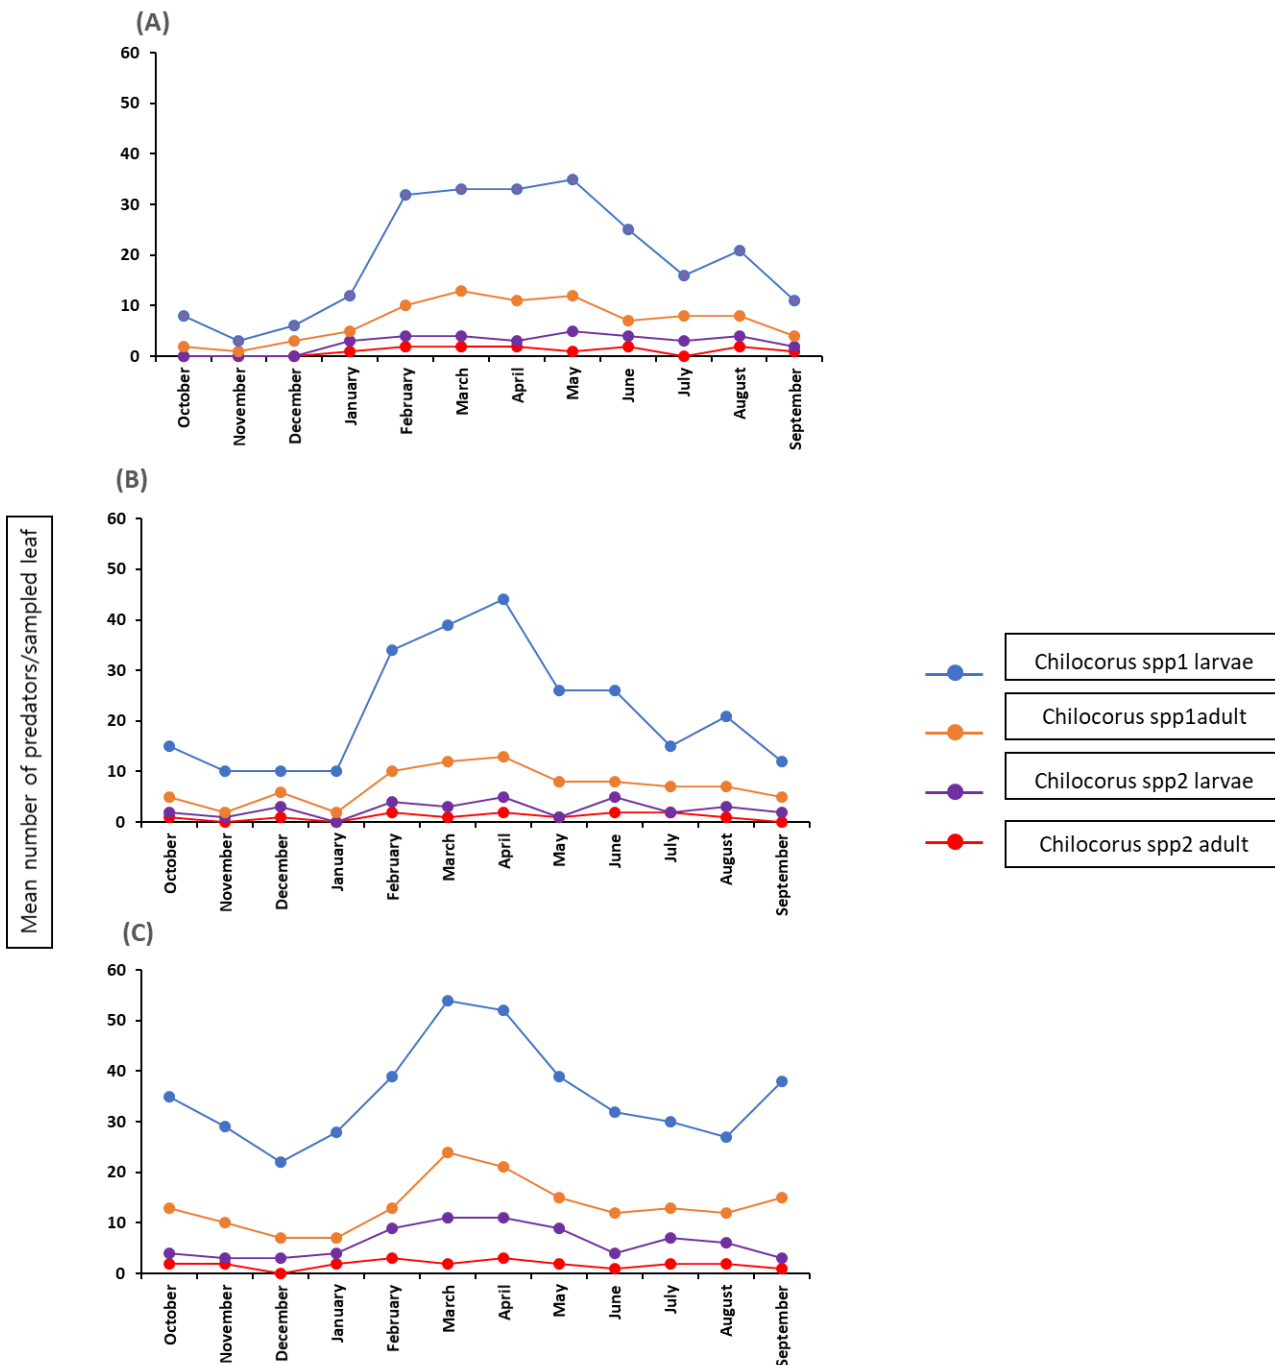 (A)
60
50
40
30
20
10
0
October
November
December
January
February
March
April
May
June
July
August
September
(B)
Mean number of predators/sampled leaf
60
50
40
30
20
10
0
October
November
December
January
February
March
April
May
June
July
August
September
Chilocorus spp1 larvae
Chilocorus spp1adult
Chilocorus spp2 larvae
Chilocorus spp2 adult
(C)
60
50
40
30
20
10
0
October
November
December
January
February
March
April
May
June
July
August
September